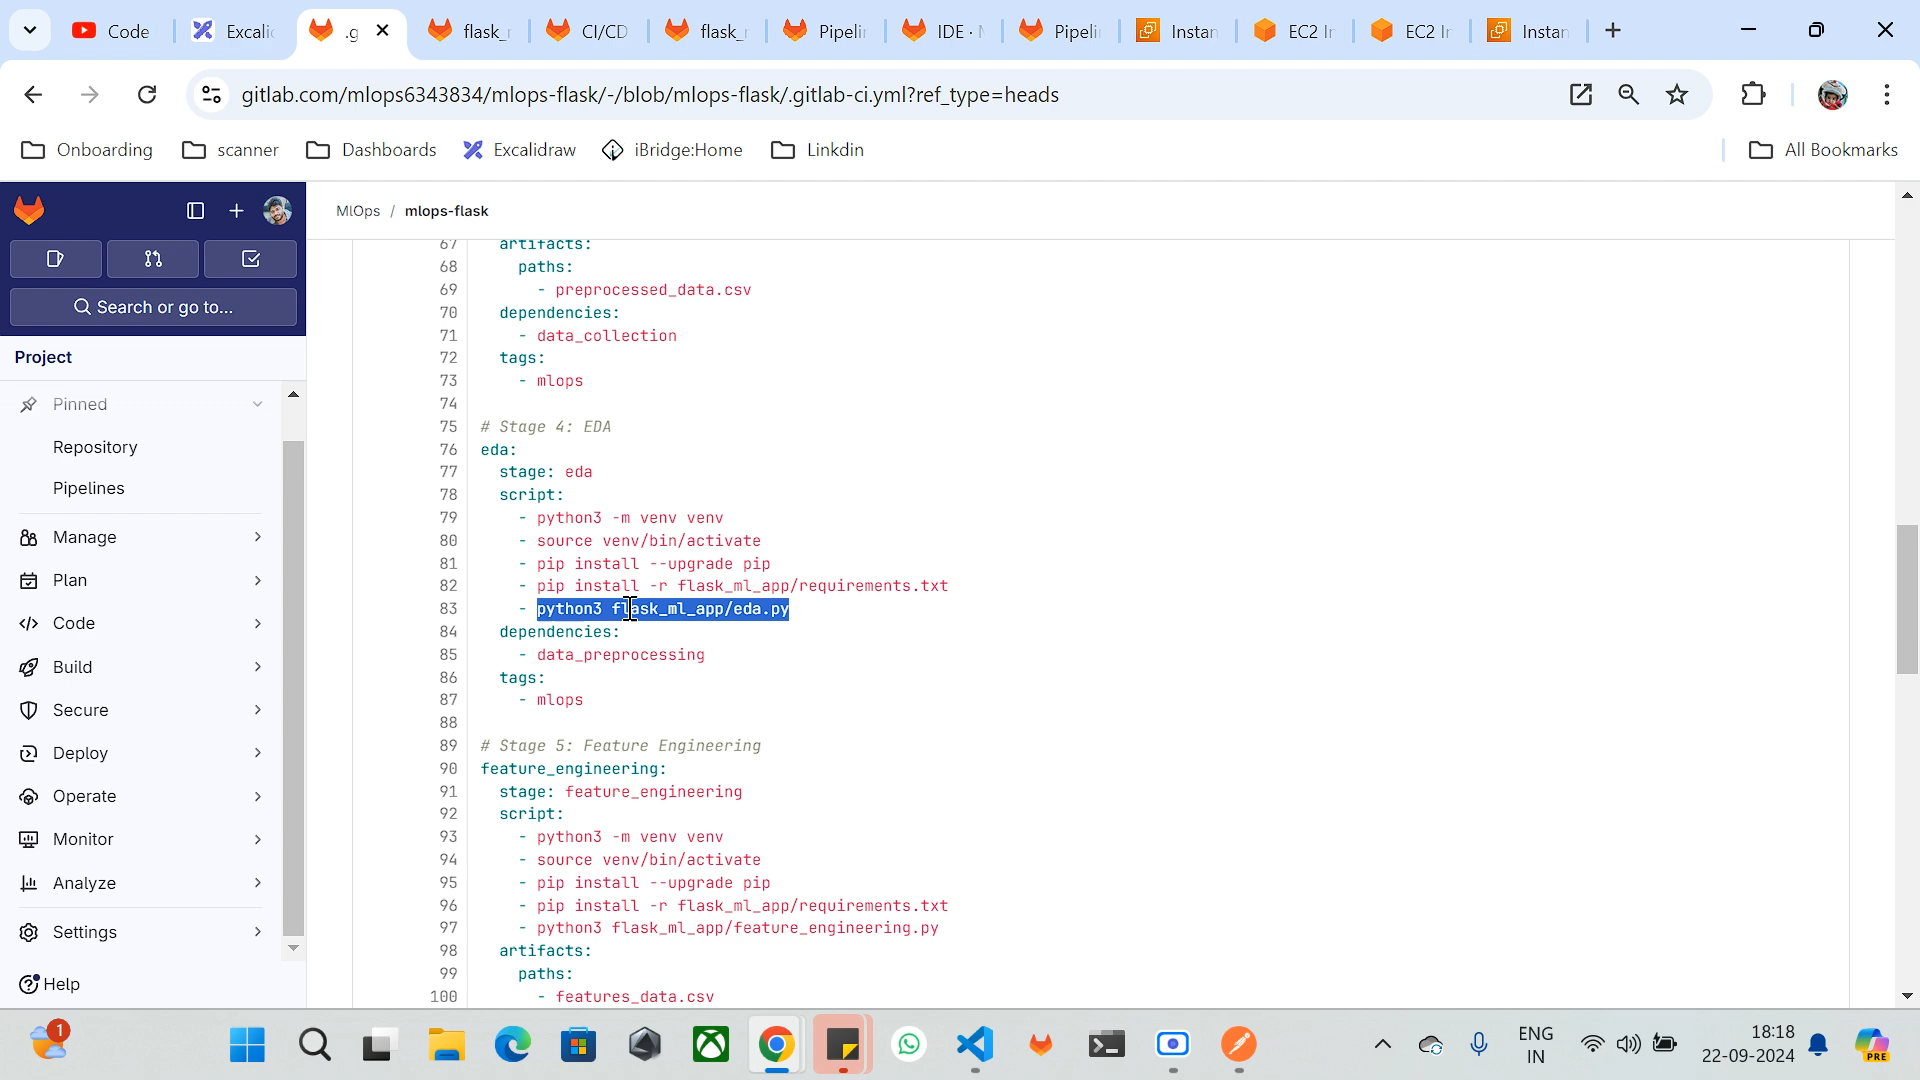 Code
Excali
.g
flask_
CI/CD
flask_
Pipeli
IDE ·
Pipeli
Instan
EC2 In
EC2 In
Instan
gitlab.com/mlops6343834/mlops-flask/-/blob/mlops-flask/.gitlab-ci.yml?ref_type=heads
Onboarding
scanner
Dashboards
Excalidraw
iBridge:Home
Linkdin
All Bookmarks
MlOps / mlops-flask
Search or go to...
Project
Pinned
Repository
Pipelines
Manage
Plan
Code
Build
Secure
Deploy
Operate
Monitor
Analyze
Settings
Help
67 artifacts:
68 paths:
69 - preprocessed_data.csv
70 dependencies:
71 - data_collection
72 tags:
73 - mlops
74
75 # Stage 4: EDA
76 eda:
77 stage: eda
78 script:
79 - python3 -m venv venv
80 - source venv/bin/activate
81 - pip install --upgrade pip
82 - pip install -r flask_ml_app/requirements.txt
83 - python3 flask_ml_app/eda.py
84 dependencies:
85 - data_preprocessing
86 tags:
87 - mlops
88
89 # Stage 5: Feature Engineering
90 feature_engineering:
91 stage: feature_engineering
92 script:
93 - python3 -m venv venv
94 - source venv/bin/activate
95 - pip install --upgrade pip
96 - pip install -r flask_ml_app/requirements.txt
97 - python3 flask_ml_app/feature_engineering.py
98 artifacts:
99 paths:
100 - features_data.csv
1
ENG
IN
18:18
22-09-2024
PRE